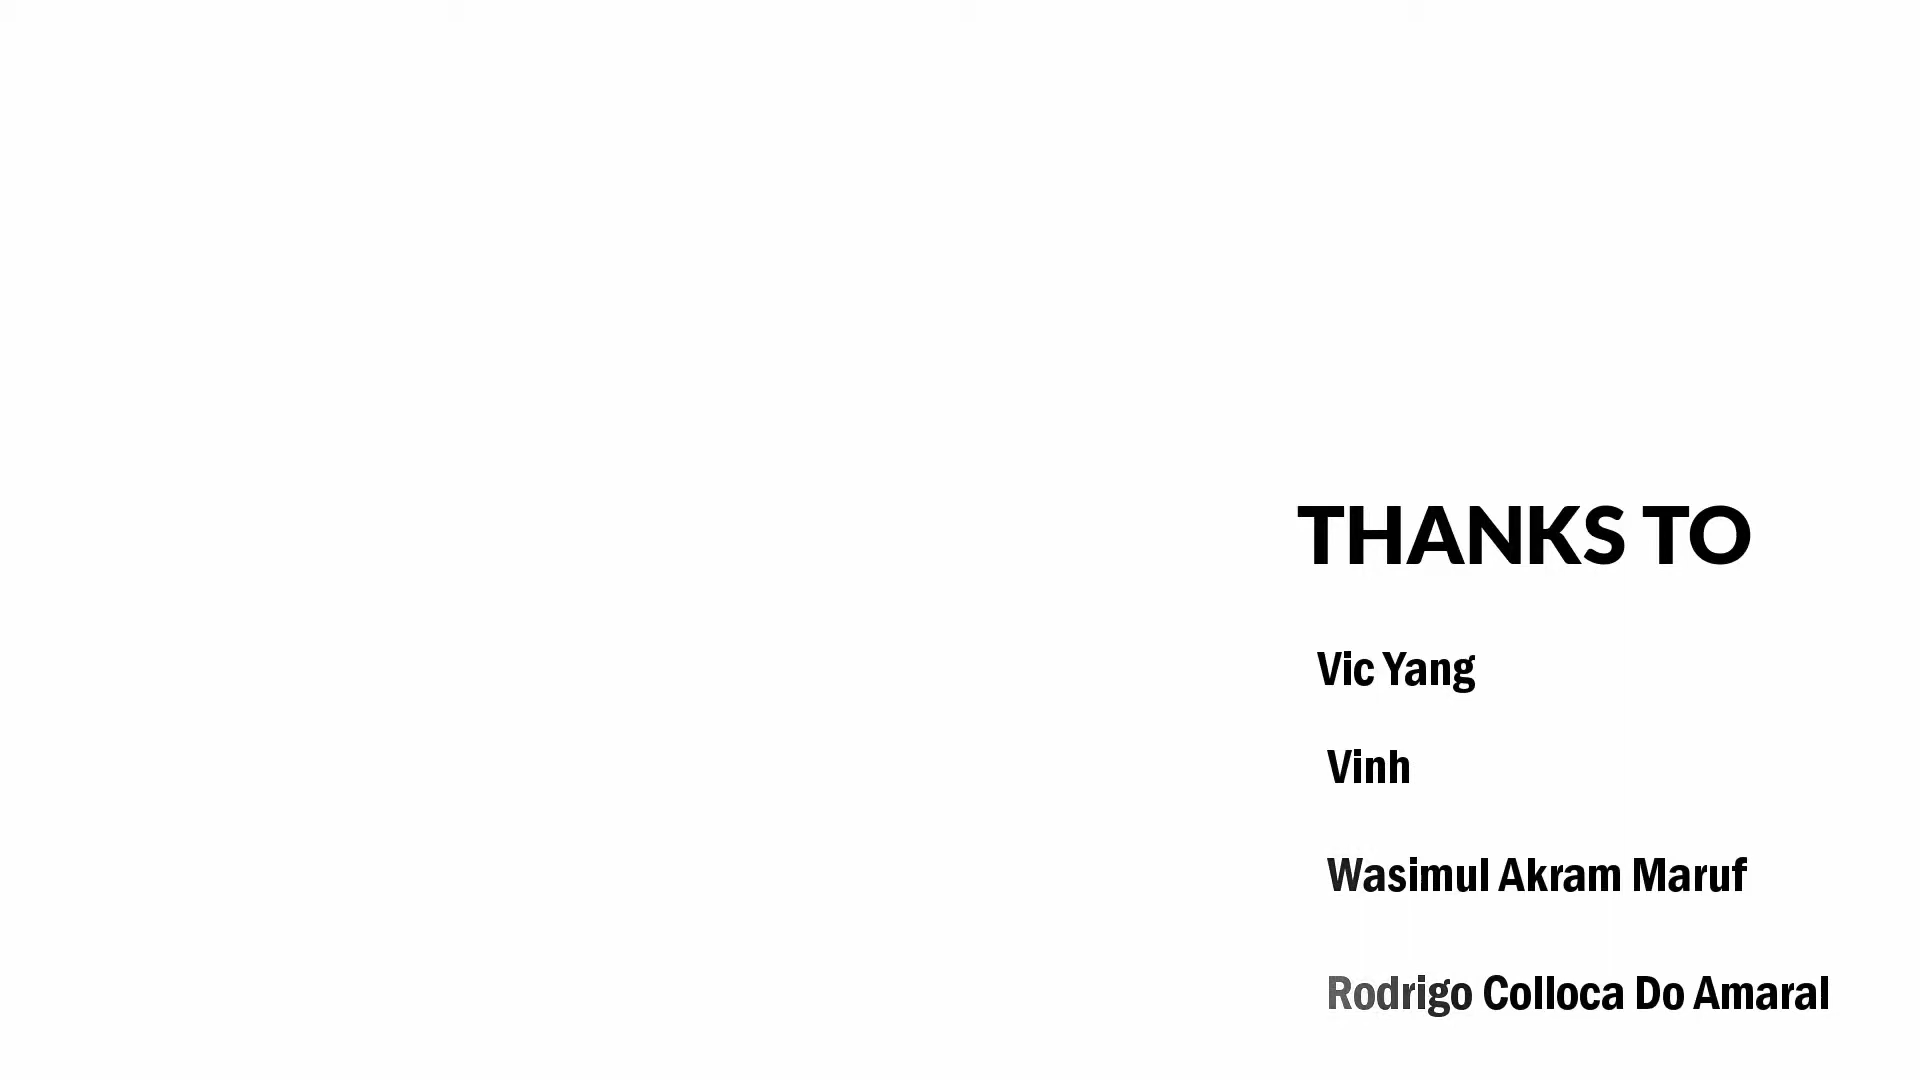 THANKS TO
Vic Yang
Vinh
Wasimul Akram Maruf
Rodrigo Colloca Do Amaral